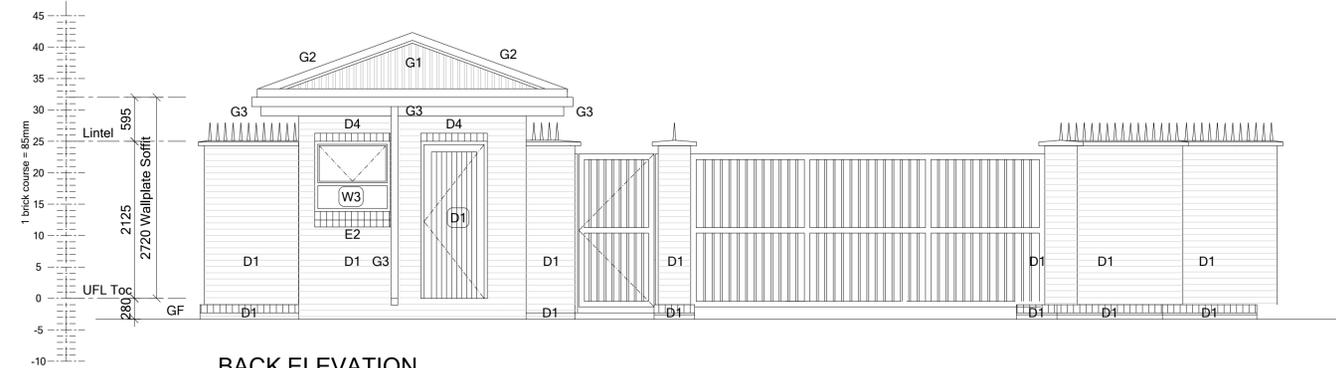 45
40
G2
G2
G1
35
30
G3
G3
G3
595
D4
D4
Lintel
25
1 brick course = 85mm
2720 Wallplate Soffit
20
2125
15
W3
D1
10
E2
5
D1
D1
G3
D1
D1
D1
D1
D1
UFL Toc
0
280
GF
D1
D1
D1
D1
D1
D1
-5
-10
BACK ELEVATION